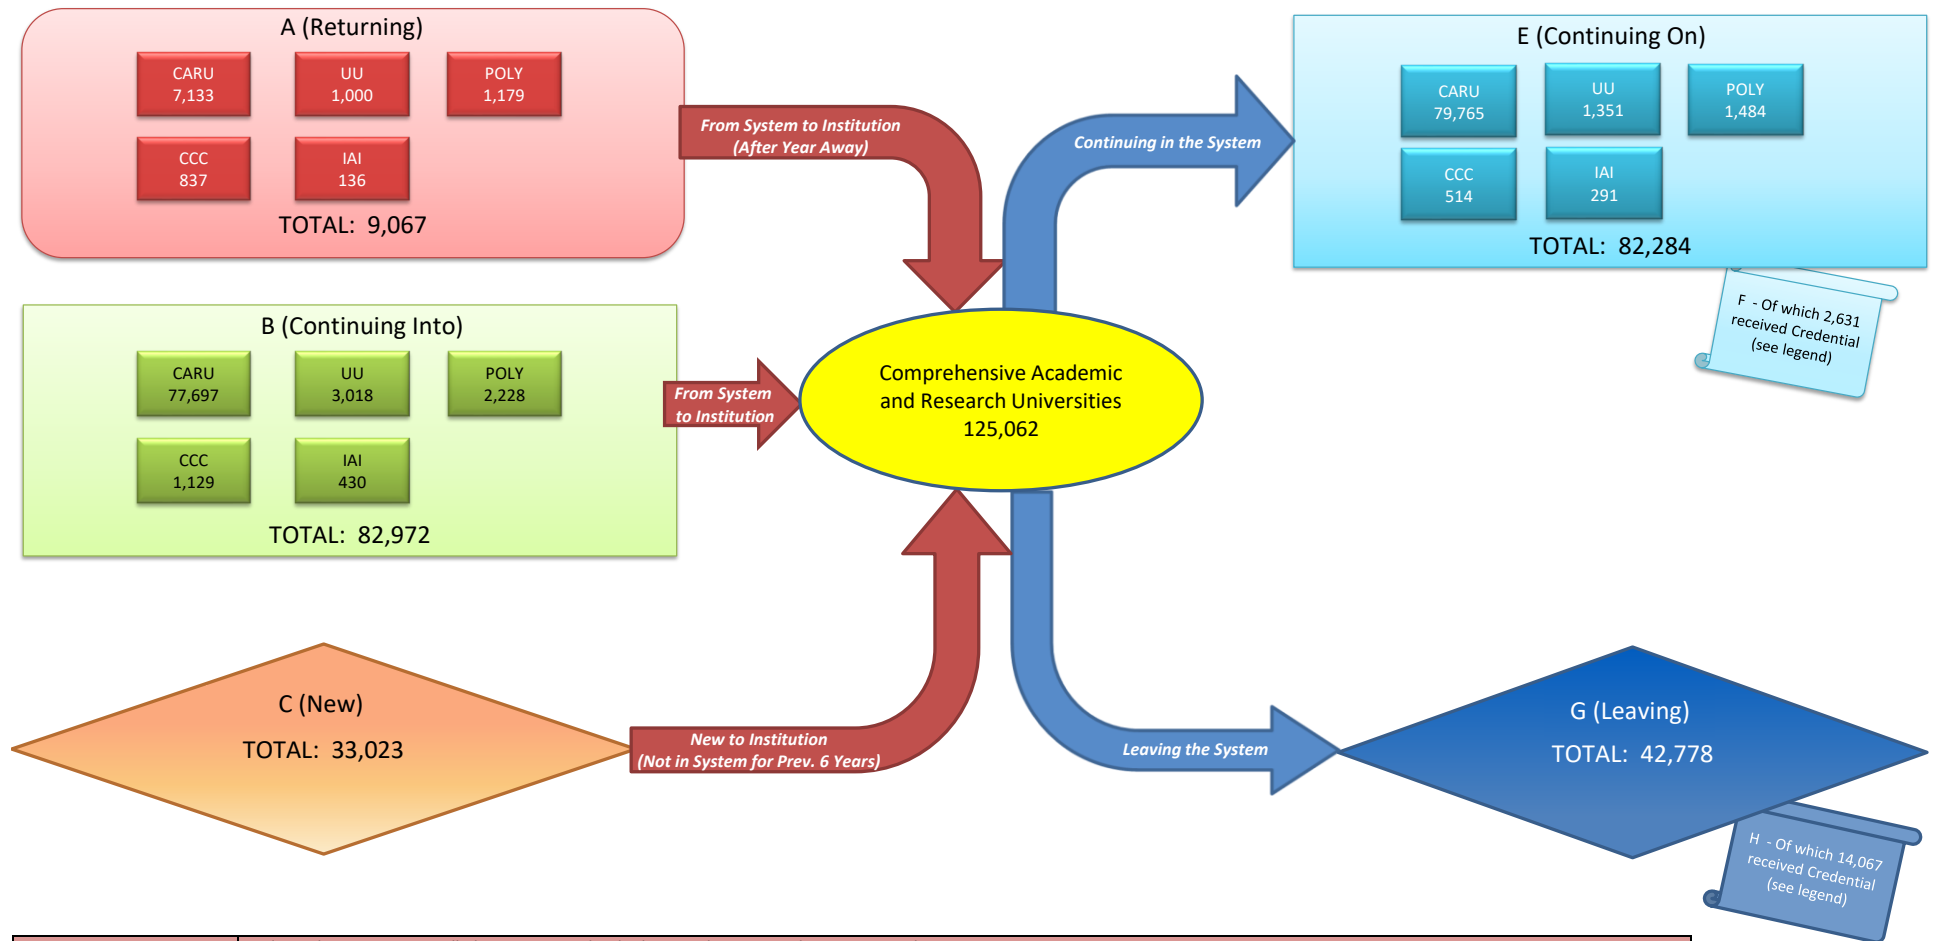 A (Returning)
CARU
7,133
UU
1,000
POLY
1,179
CCC
837
IAI
136
TOTAL: 9,067
From System to Institution
(After Year Away)
B (Continuing Into)
CARU
77,697
UU
3,018
POLY
2,228
CCC
1,129
IAI
430
TOTAL: 82,972
From System
to Institution
C (New)
TOTAL: 33,023
New to Institution
(Not in System for Prev. 6 Years)
Comprehensive Academic
and Research Universities
125,062
Continuing in the System
E (Continuing On)
CARU
79,765
UU
1,351
POLY
1,484
CCC
514
IAI
291
TOTAL: 82,284
F - Of which 2,631
received Credential
(see legend)
Leaving the System
G (Leaving)
TOTAL: 42,778
H - Of which 14,067
received Credential
(see legend)